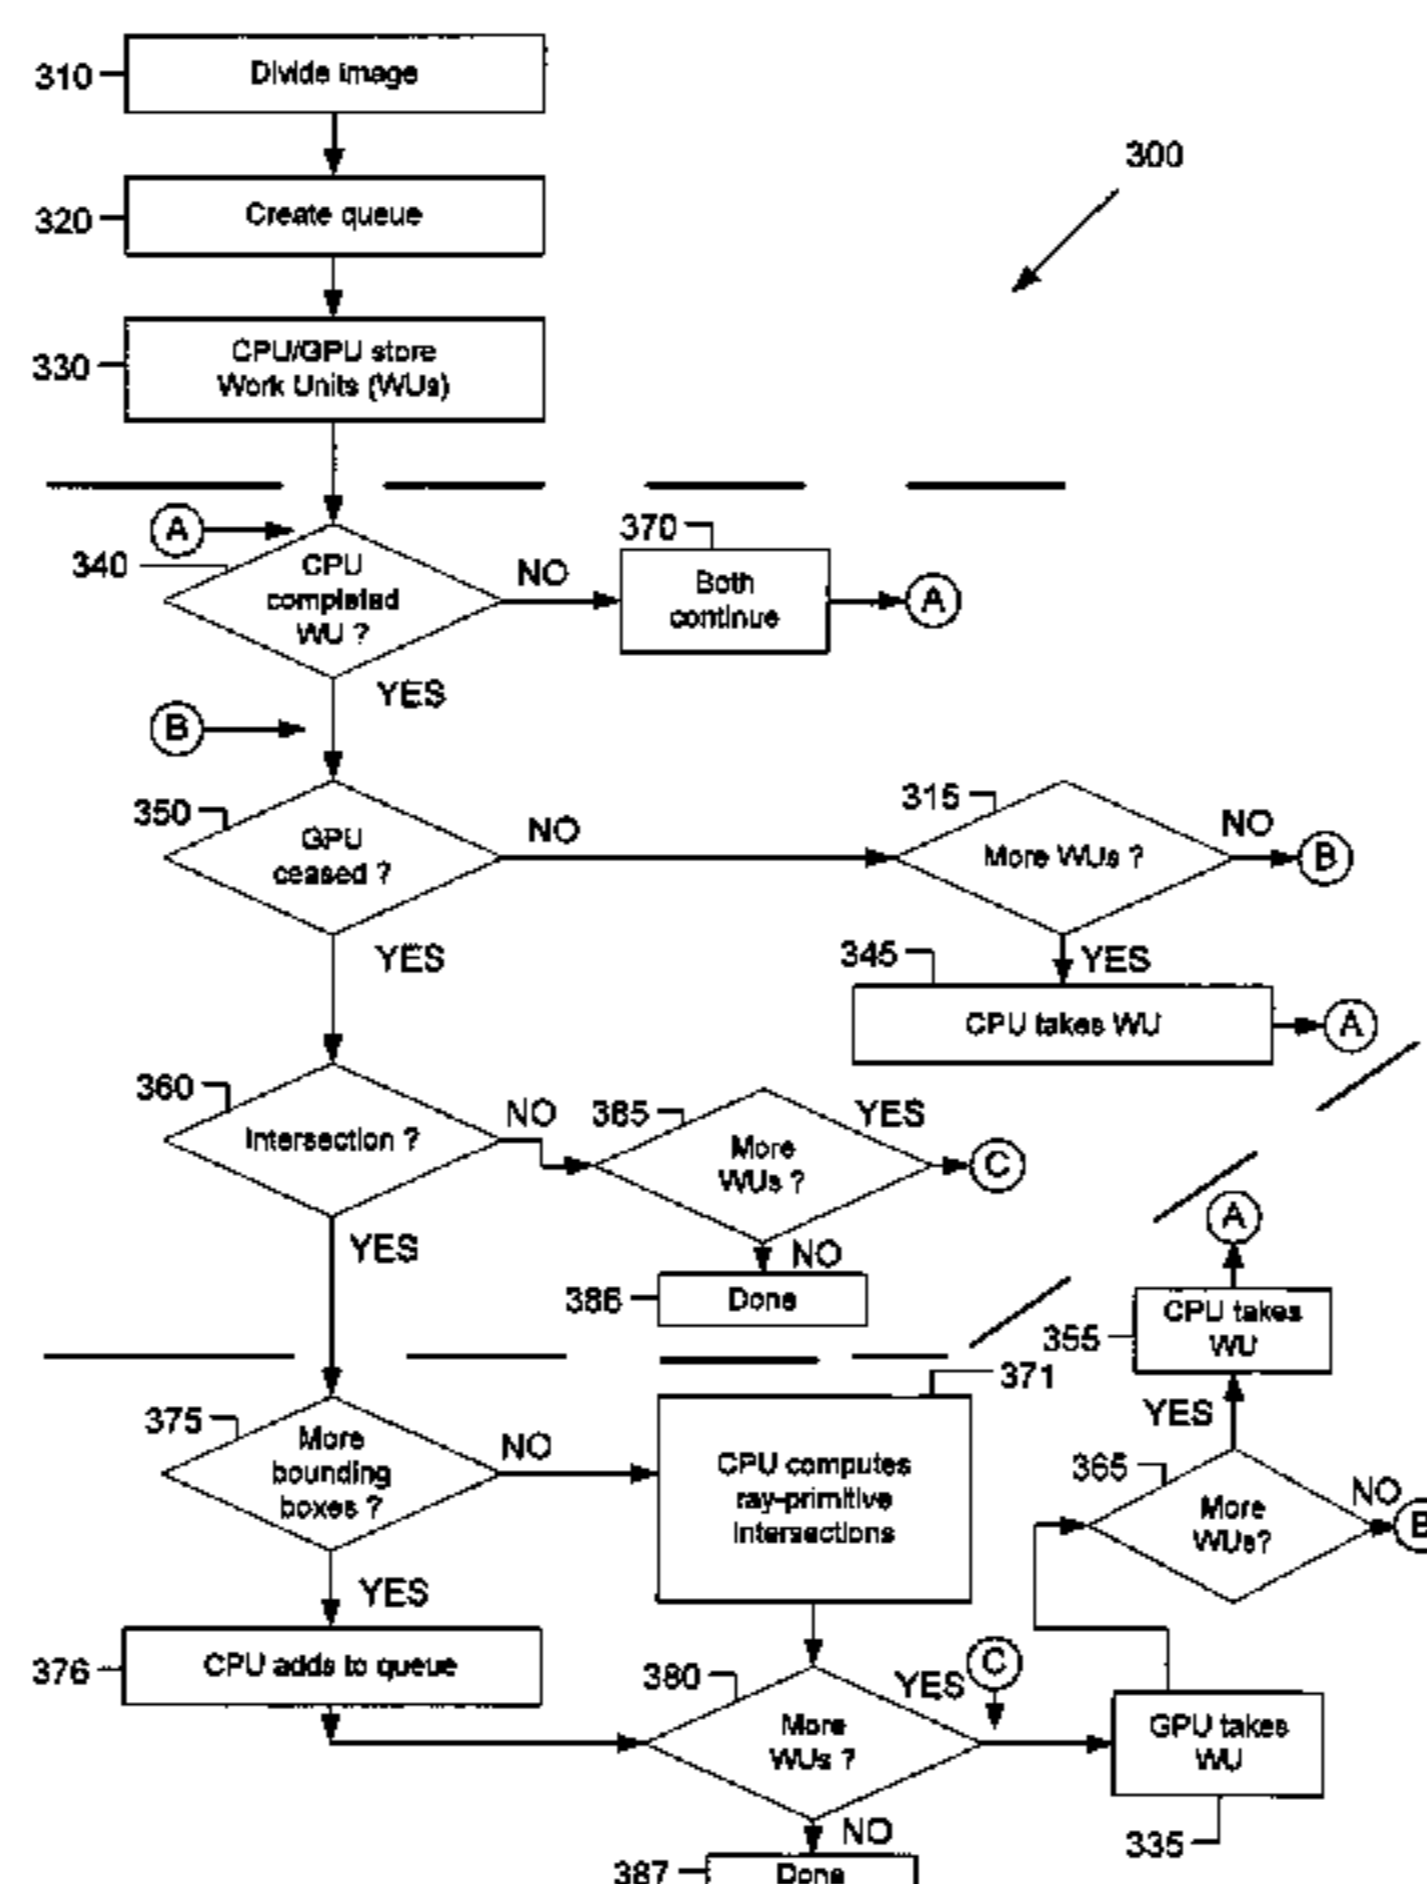 310
Divide image
300
320
Create queue
330
CPU/GPU store
Work Units (WUs)
A
340
CPU
completed
WU ?
NO
370
Both
continue
A
YES
B
350
GPU
ceased ?
NO
315
More WUs ?
NO
B
YES
345
CPU takes WU
A
YES
360
Intersection ?
NO
385
More
WUs ?
YES
C
NO
386
Done
YES
A
355
CPU takes
WU
YES
365
More
WUs?
NO
B
375
More
bounding
boxes ?
NO
371
CPU computes
ray-primitive
intersections
YES
376
CPU adds to queue
380
More
WUs ?
YES
C
GPU takes
WU
335
NO
387
Done